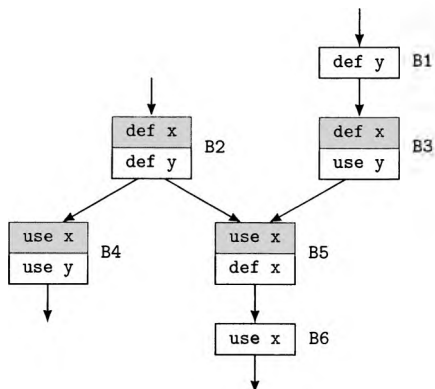 def y B1
def x
def y
B2
def x
use y
B3
use x
use y
B4
use x
def x
B5
use x B6